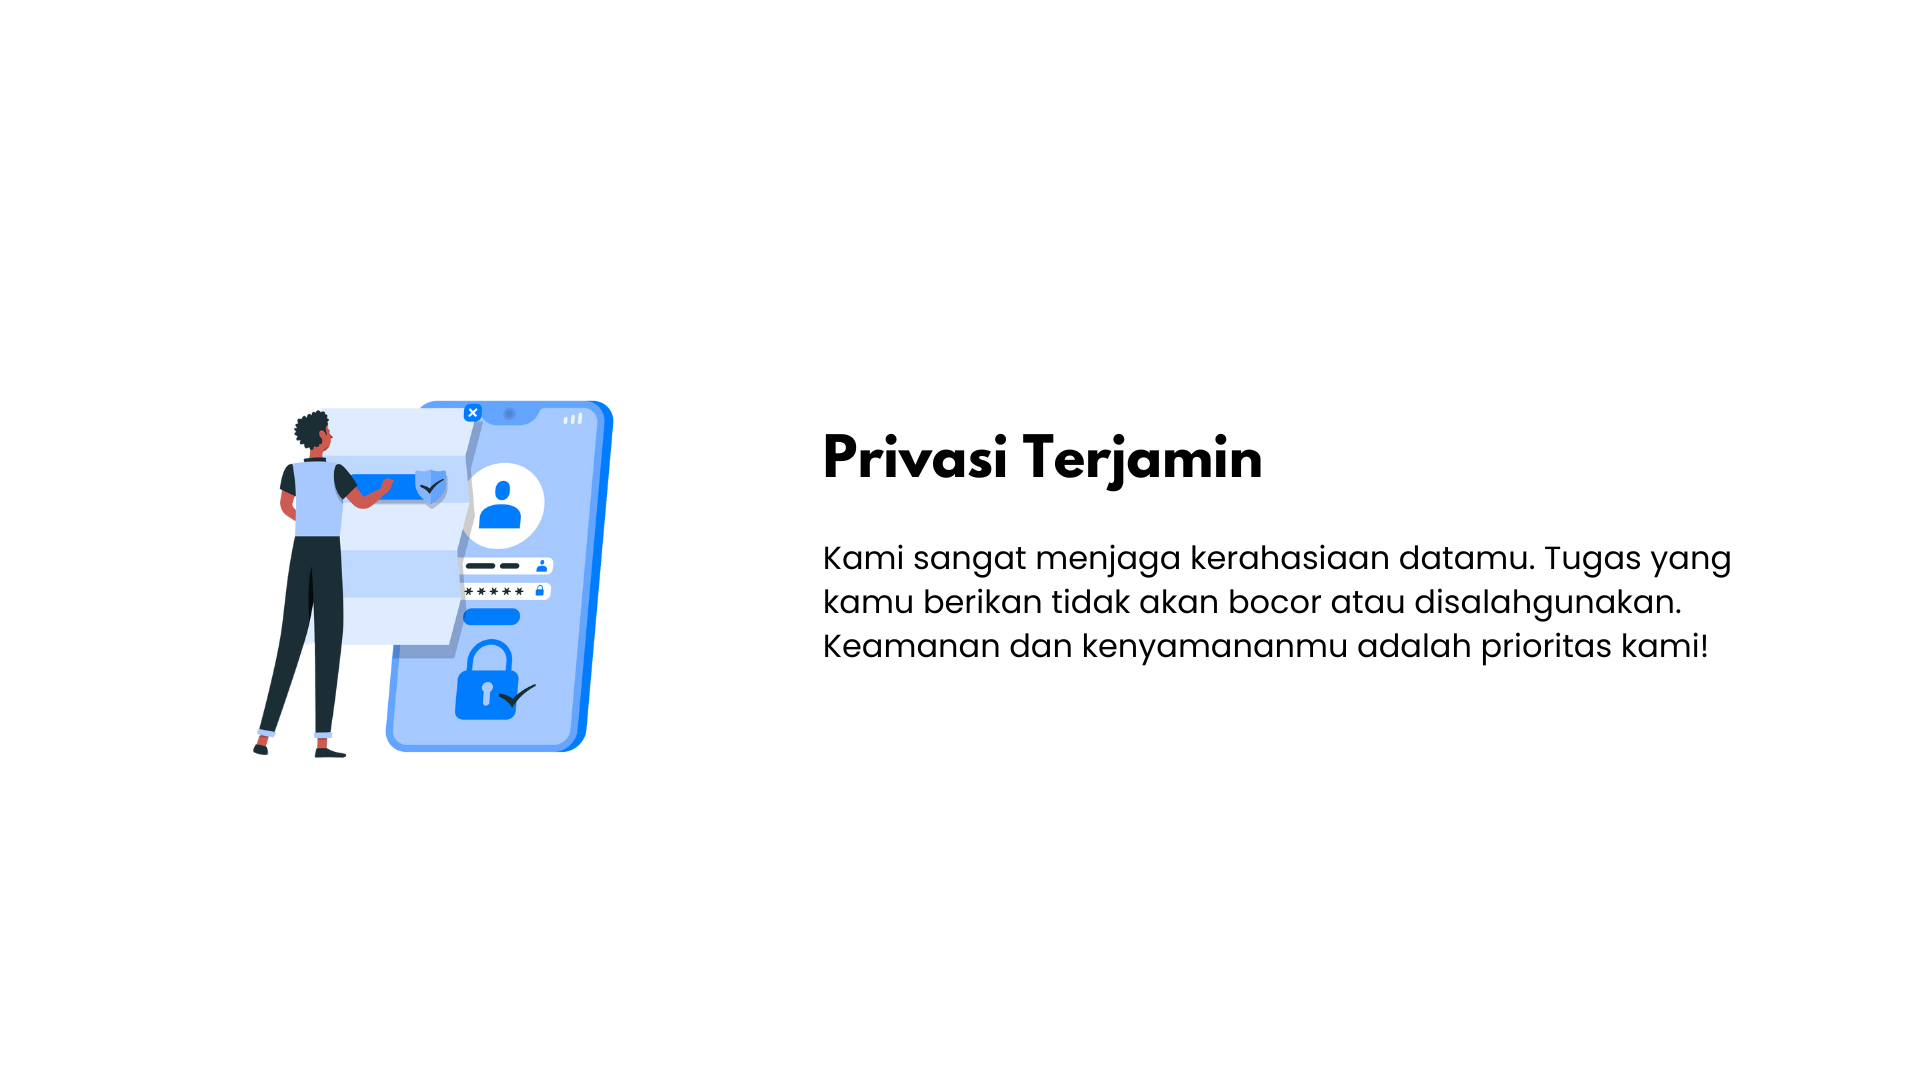 Privasi Terjamin
Kami sangat menjaga kerahasiaan datamu. Tugas yang
kamu berikan tidak akan bocor atau disalahgunakan.
Keamanan dan kenyamananmu adalah prioritas kami!